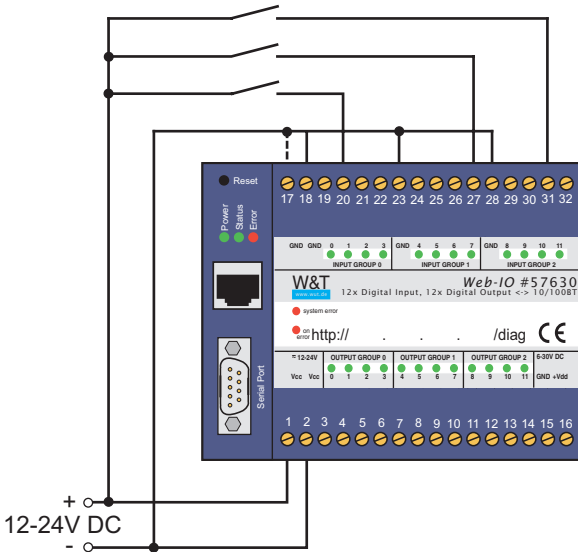 Reset
17 18 19 20 21 22 23 24 25 26 27 28 29 30 31 32
Power
Status
Error
GND GND 0 1 2 3 GND 4 5 6 7 GND 8 9 10 11
INPUT GROUP 0 INPUT GROUP 1 INPUT GROUP 2
W&T Web-IO #57630
www.wut.de 12x Digital Input, 12x Digital Output <-> 10/100BT
system error
on error http:// . . . /diag CE
= 12-24V OUTPUT GROUP 0 OUTPUT GROUP 1 OUTPUT GROUP 2 6-30V DC
Vcc Vcc 0 1 2 3 4 5 6 7 8 9 10 11 GND +Vdd
Serial Port
1 2 3 4 5 6 7 8 9 10 11 12 13 14 15 16
+
12-24V DC
-